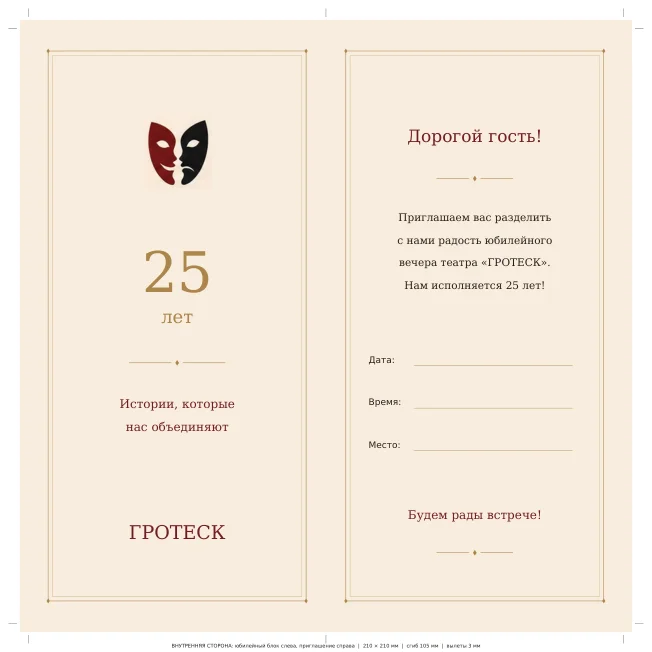 25
лет
Истории, которые
нас объединяют
ГРОТЕСК
Дорогой гость!
Приглашаем вас разделить
с нами радость юбилейного
вечера театра «ГРОТЕСК».
Нам исполняется 25 лет!
Дата:
Время:
Место:
Будем рады встрече!
ВНУТРЕННЯЯ СТОРОНА: юбилейный блок слева, приглашение справа | 210 × 210 мм | сгиб 105 мм | вылеты 3 мм